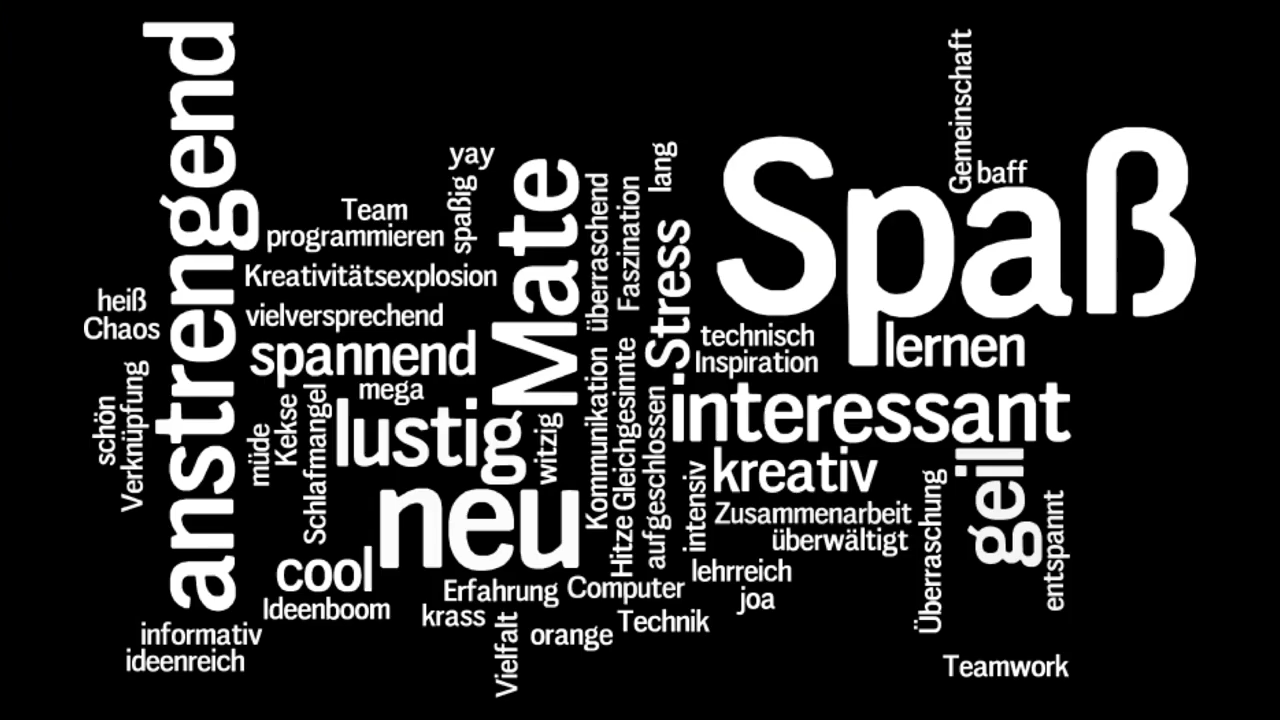 anstrengend
Gemeinschaft
yay
lang
Spaß
Mate
baff
spaßig
überraschend
Faszination
Team
programmieren
Stress
Kreativitätsexplosion
heiß
Chaos
vielversprechend
technisch
spannend
lernen
Inspiration
mega
Kommunikation
Gleichgesinnte
schön
Verknüpfung
müde
Kekse
Schlafmangel
lustig
witzig
aufgeschlossen
interessant
kreativ
geil
neu
Hitze
intensiv
Zusammenarbeit
überwältigt
Überraschung
entspannt
cool
Erfahrung
Computer
lehrreich
joa
Ideenboom
krass
Vielfalt
orange
Technik
informativ
ideenreich
Teamwork